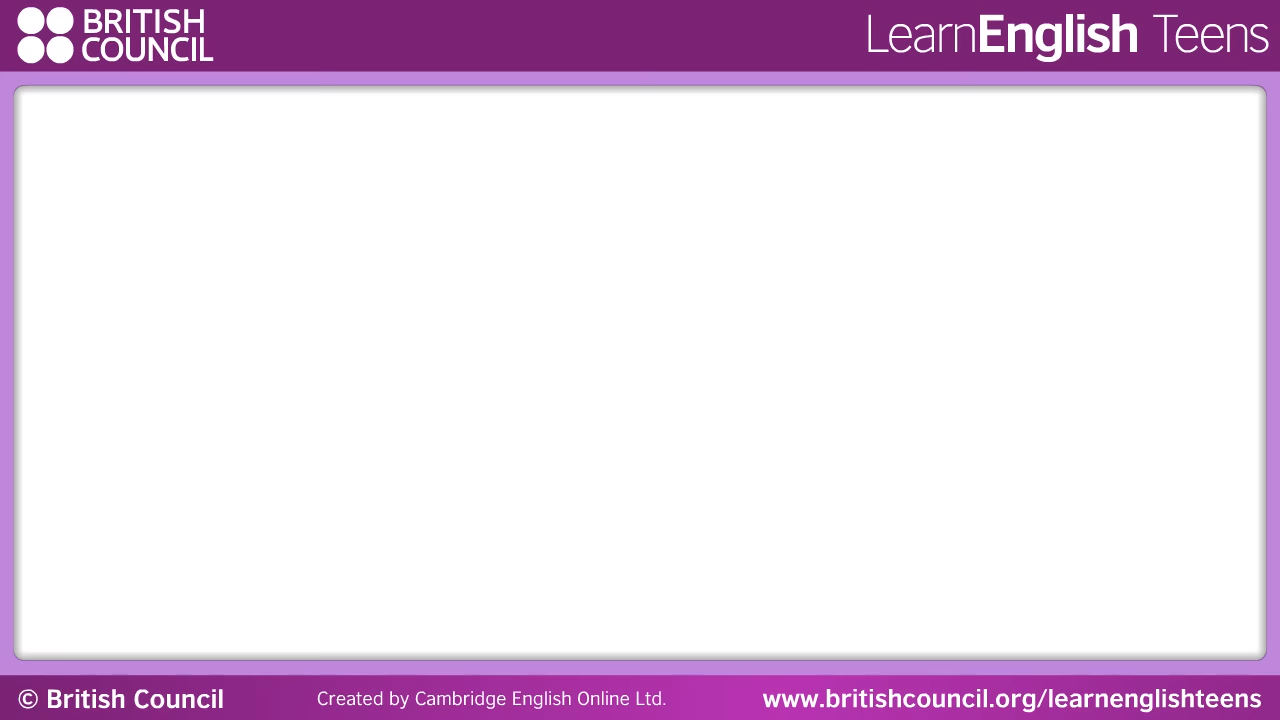 BRITISH
COUNCIL
LearnEnglish Teens
© British Council
Created by Cambridge English Online Ltd.
www.britishcouncil.org/learnenglishteens